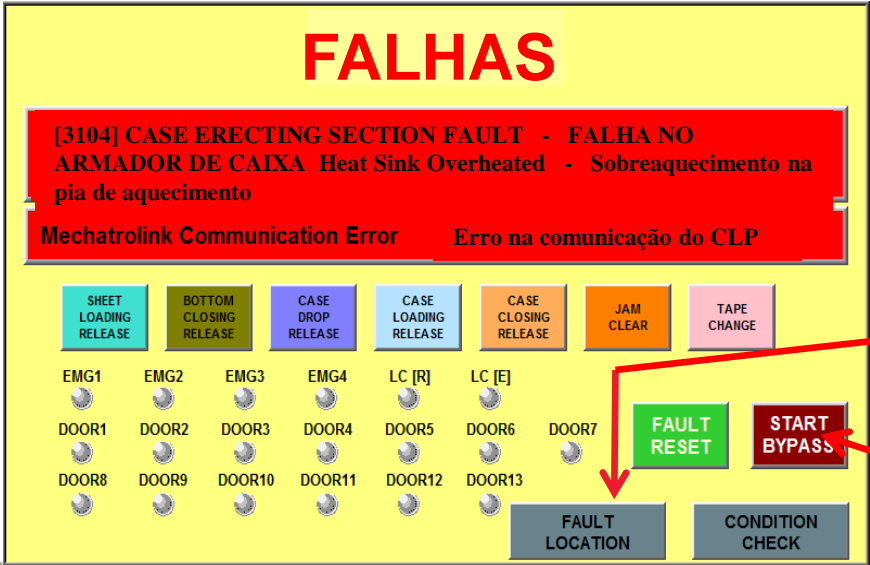 FALHAS
[3104] CASE ERECTING SECTION FAULT - FALHA NO
ARMADOR DE CAIXA Heat Sink Overheated - Sobreaquecimento na
pia de aquecimento
Mechatrolink Communication Error Erro na comunicação do CLP
SHEET
LOADING
RELEASE
BOTTOM
CLOSING
RELEASE
CASE
DROP
RELEASE
CASE
LOADING
RELEASE
CASE
CLOSING
RELEASE
JAM
CLEAR
TAPE
CHANGE
EMG1 EMG2 EMG3 EMG4 LC [R] LC [E]
DOOR1 DOOR2 DOOR3 DOOR4 DOOR5 DOOR6 DOOR7
DOOR8 DOOR9 DOOR10 DOOR11 DOOR12 DOOR13
FAULT
RESET
START
BYPASS
FAULT
LOCATION
CONDITION
CHECK